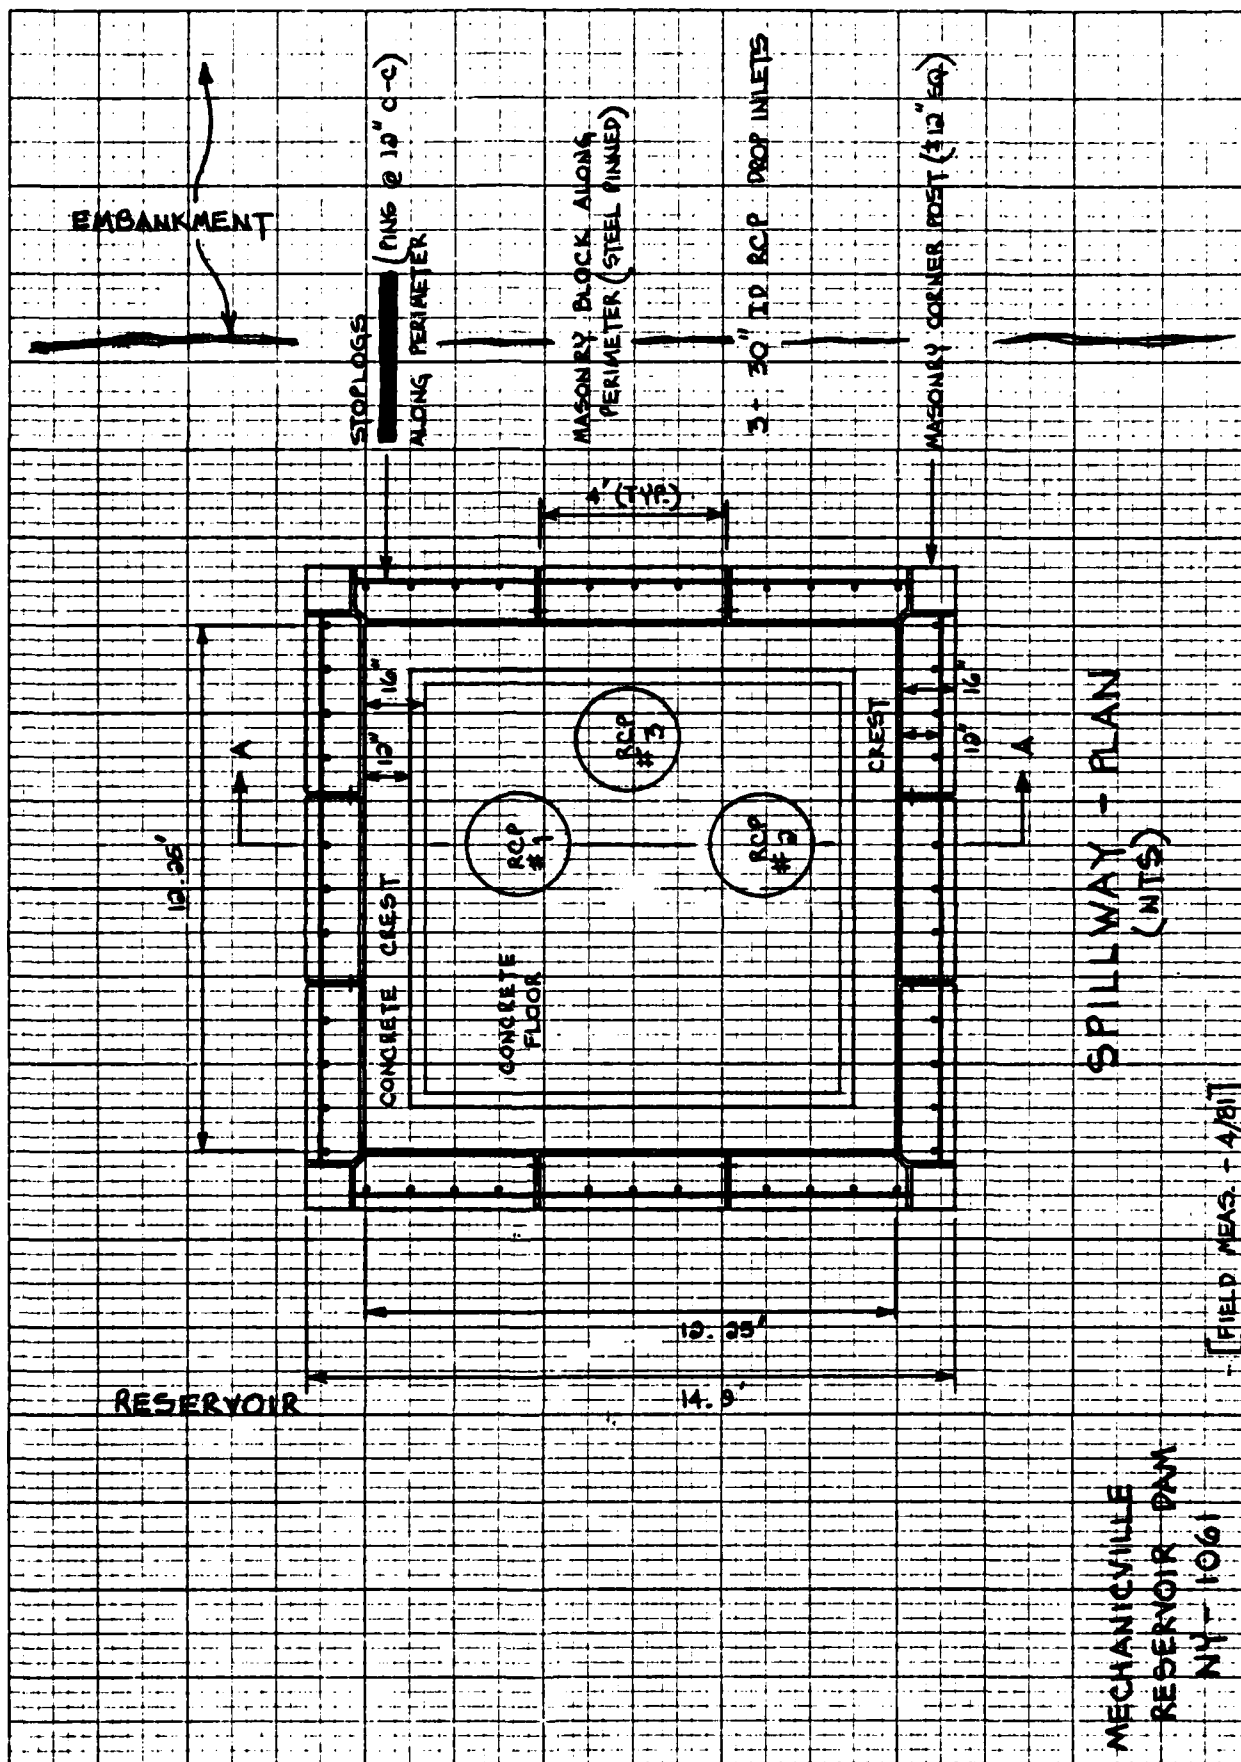 EMBANKMENT
STOPLOGS
(PINS @ 12" C-C)
ALONG PERIMETER
MASONRY BLOCK ALONG
PERIMETER (STEEL PINNED)
3 - 30" ID RCP DROP INLETS
MASONRY CORNER POST (±12" SQ)
4' (TYP.)
12.25'
A
A
16"
12"
16"
12"
CREST
RCP
#3
RCP
#1
RCP
#2
CONCRETE CREST
CONCRETE
FLOOR
12.25'
14.9'
RESERVOIR
SPILLWAY - PLAN
(NTS)
[FIELD MEAS. - 4/81]
MECHANICVILLE
RESERVOIR DAM
NY - 1061